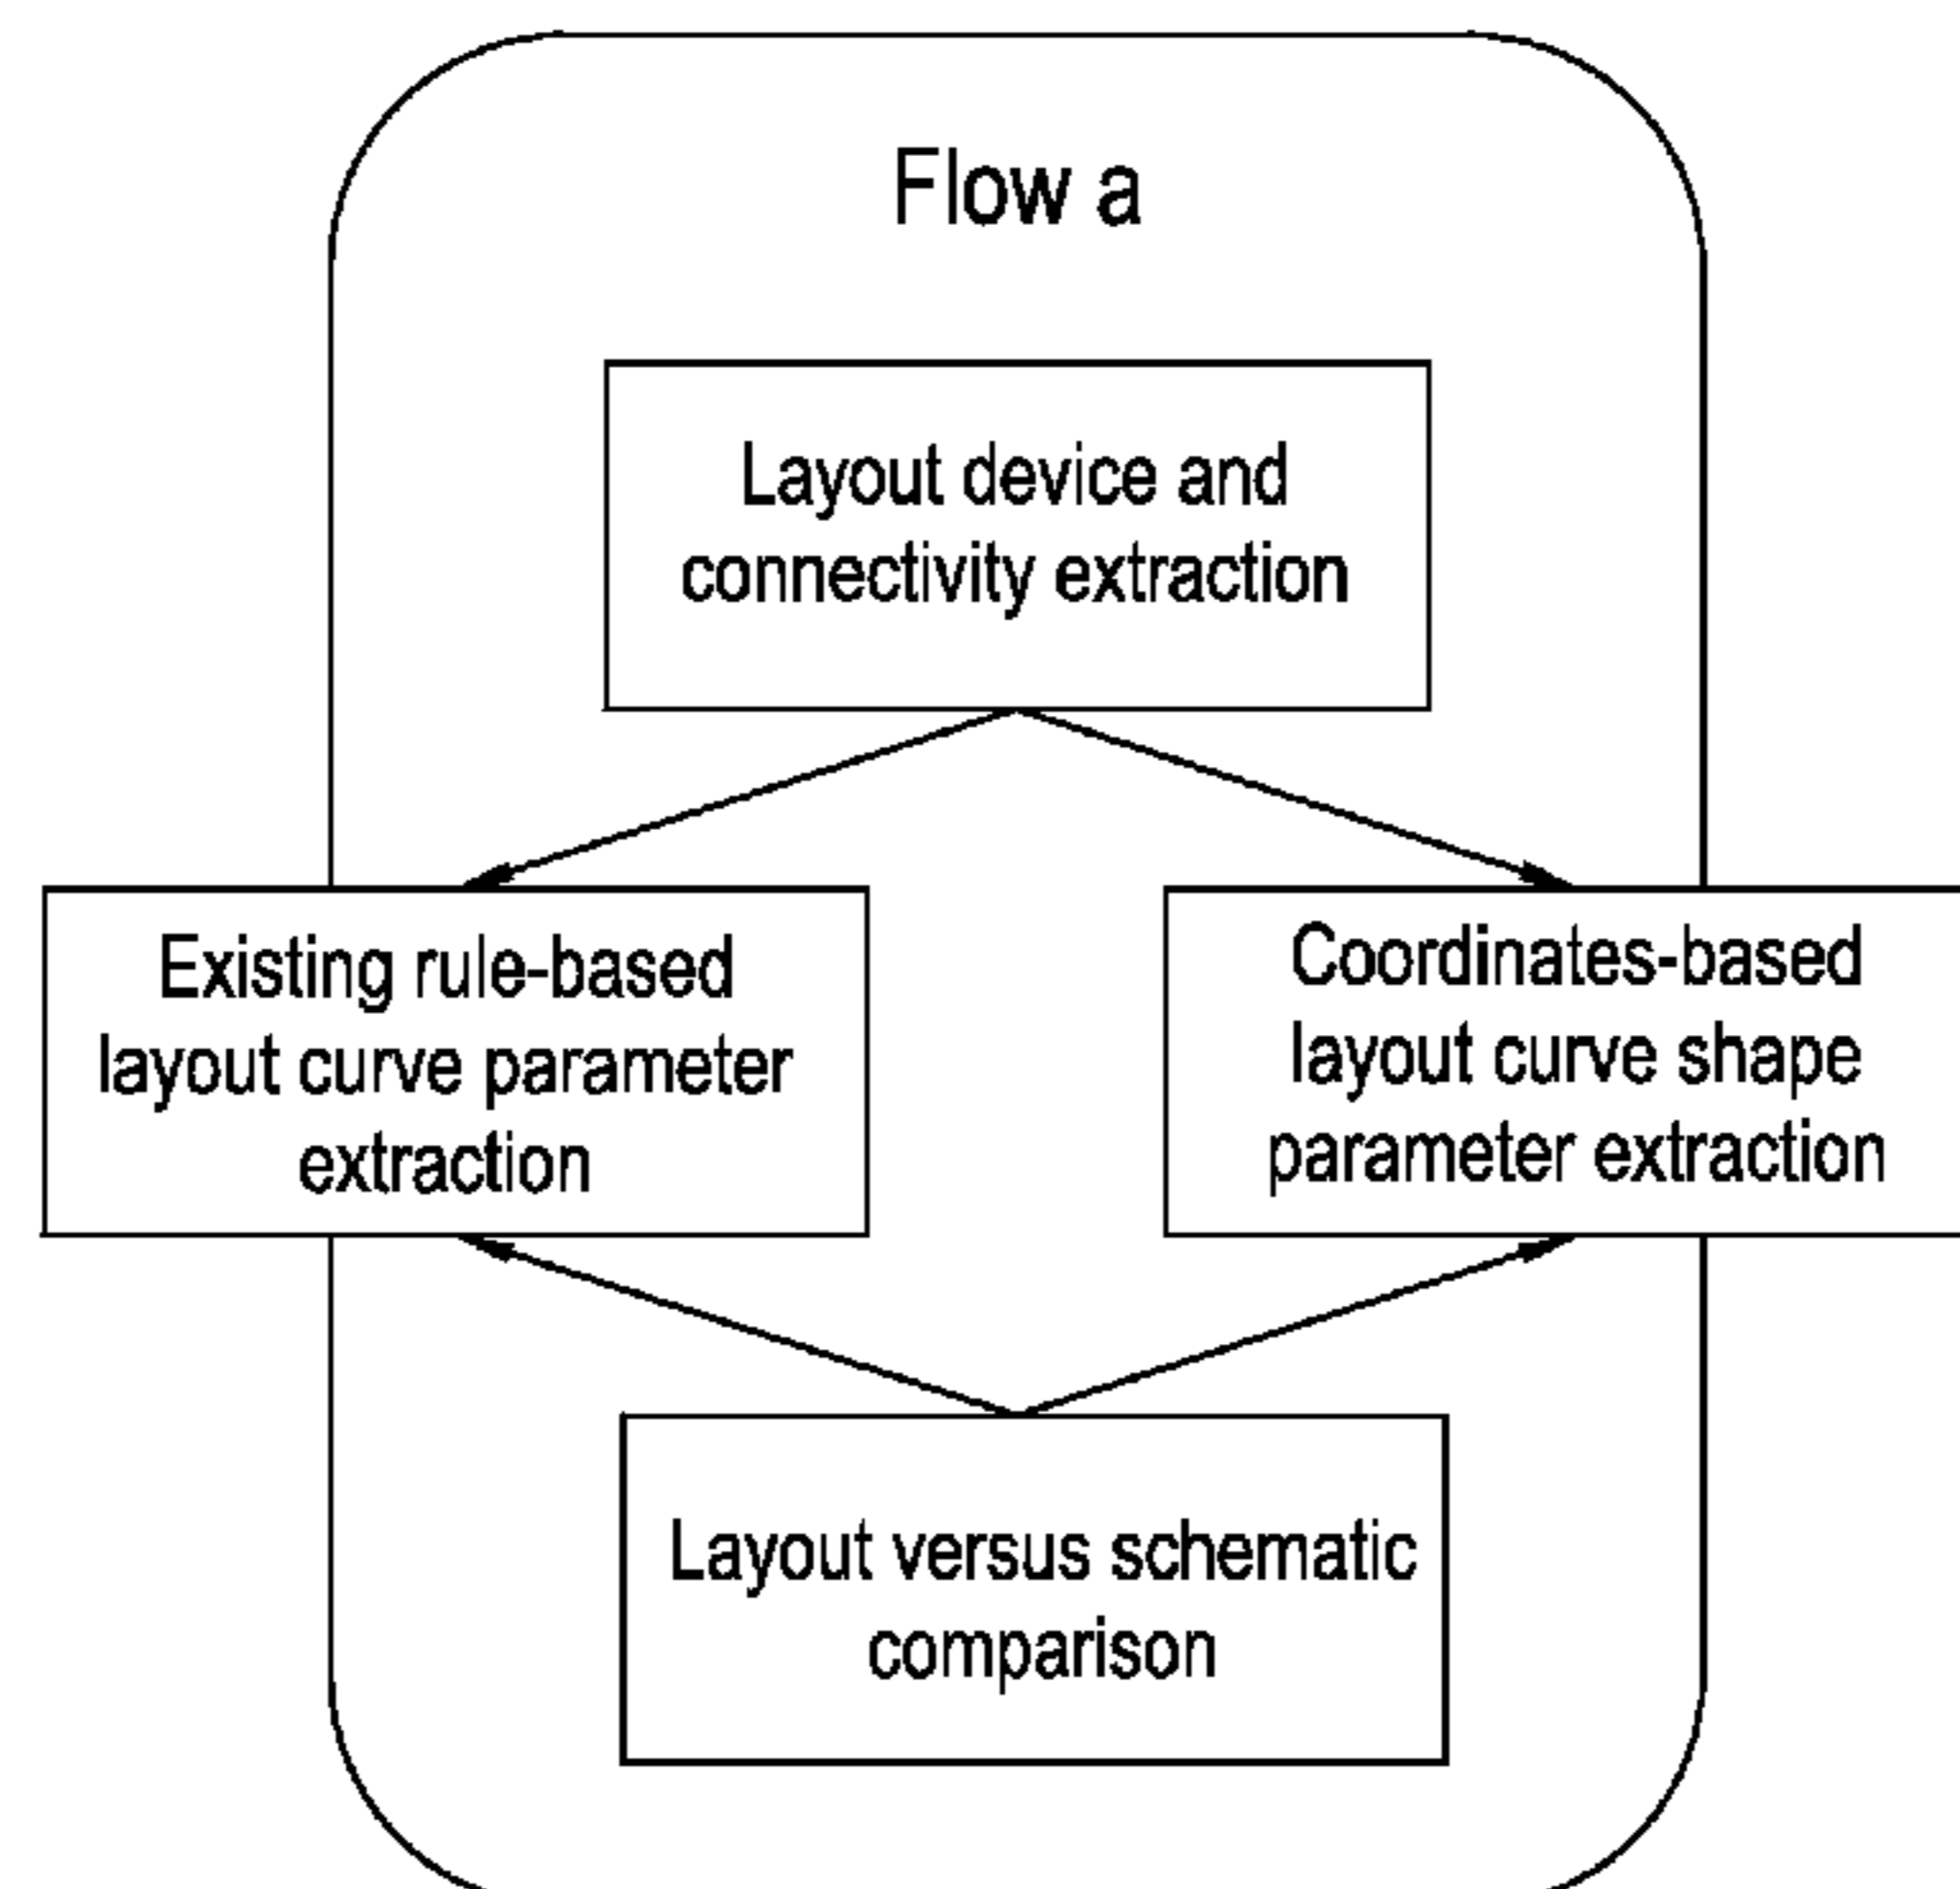 Flow a
Layout device and
connectivity extraction
Existing rule-based
layout curve parameter
extraction
Coordinates-based
layout curve shape
parameter extraction
Layout versus schematic
comparison